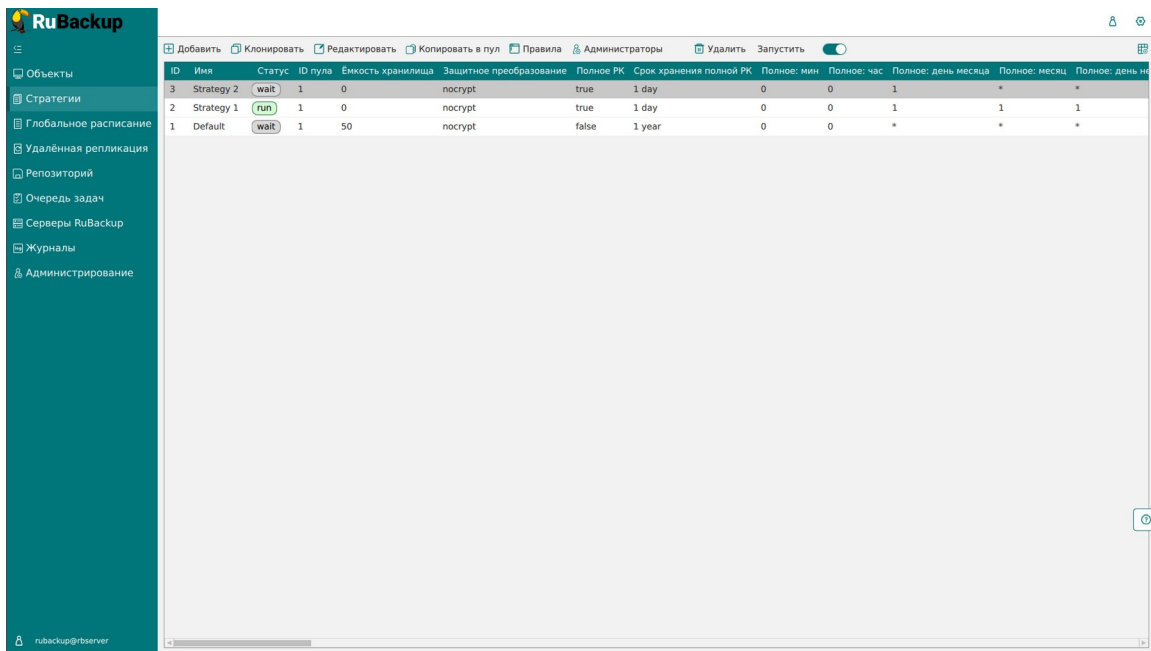 RuBackup
Добавить Клонировать Редактировать Копировать в пул Правила Администраторы Удалить Запустить
Объекты
Стратегии
Глобальное расписание
Удалённая репликация
Репозиторий
Очередь задач
Серверы RuBackup
Журналы
Администрирование
ID Имя Статус ID пула Ёмкость хранилища Защитное преобразование Полное РК Срок хранения полной РК Полное: мин Полное: час Полное: день месяца Полное: месяц Полное: день не
3 Strategy 2 wait 1 0 nocrypt true 1 day 0 0 1 * *
2 Strategy 1 run 1 0 nocrypt true 1 day 0 0 1 1 1
1 Default wait 1 50 nocrypt false 1 year 0 0 * * *
rubackup@rbserver